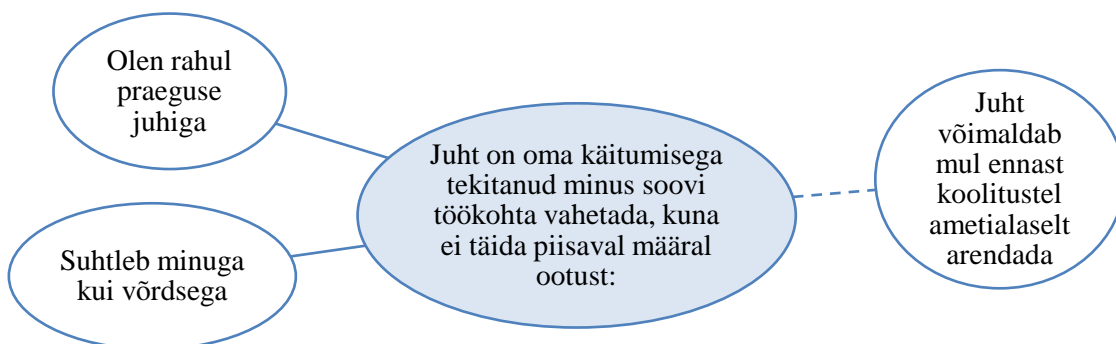 Olen rahul
praeguse
juhiga
Suhtleb minuga
kui võrdsega
Juht on oma käitumisega
tekitanud minus soovi
töökohta vahetada, kuna
ei täida piisaval määral
ootust:
Juht
võimaldab
mul ennast
koolitustel
ametialaselt
arendada